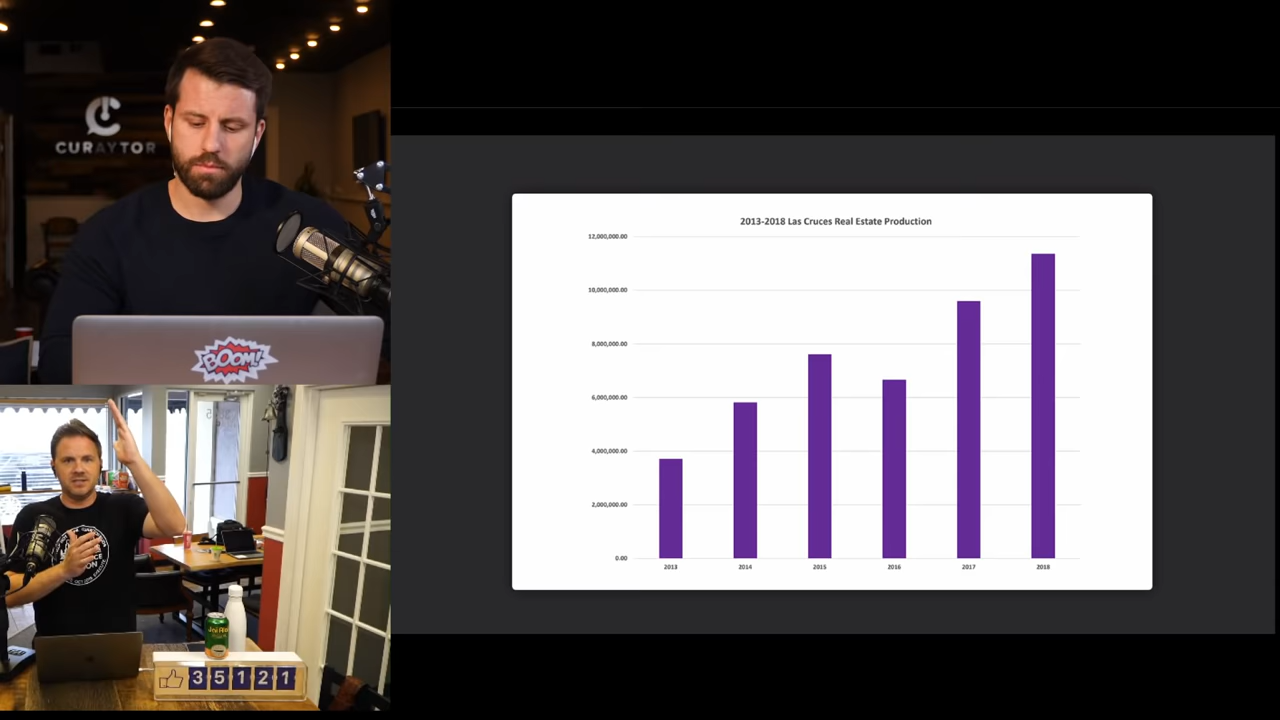 CURAYTOR
BOOM!
35121
2013-2018 Las Cruces Real Estate Production
12,000,000.00
10,000,000.00
8,000,000.00
6,000,000.00
4,000,000.00
2,000,000.00
0.00
2013 2014 2015 2016 2017 2018